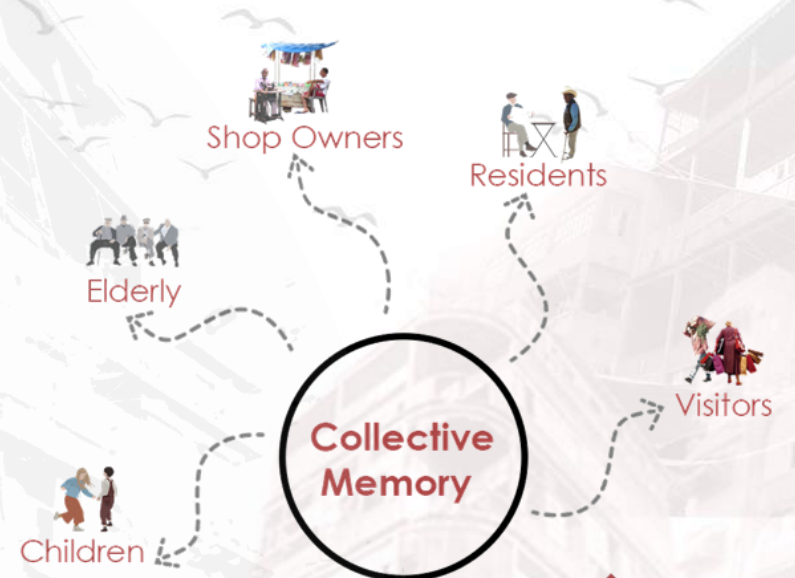 Shop Owners
Residents
Elderly
Visitors
Collective
Memory
Children